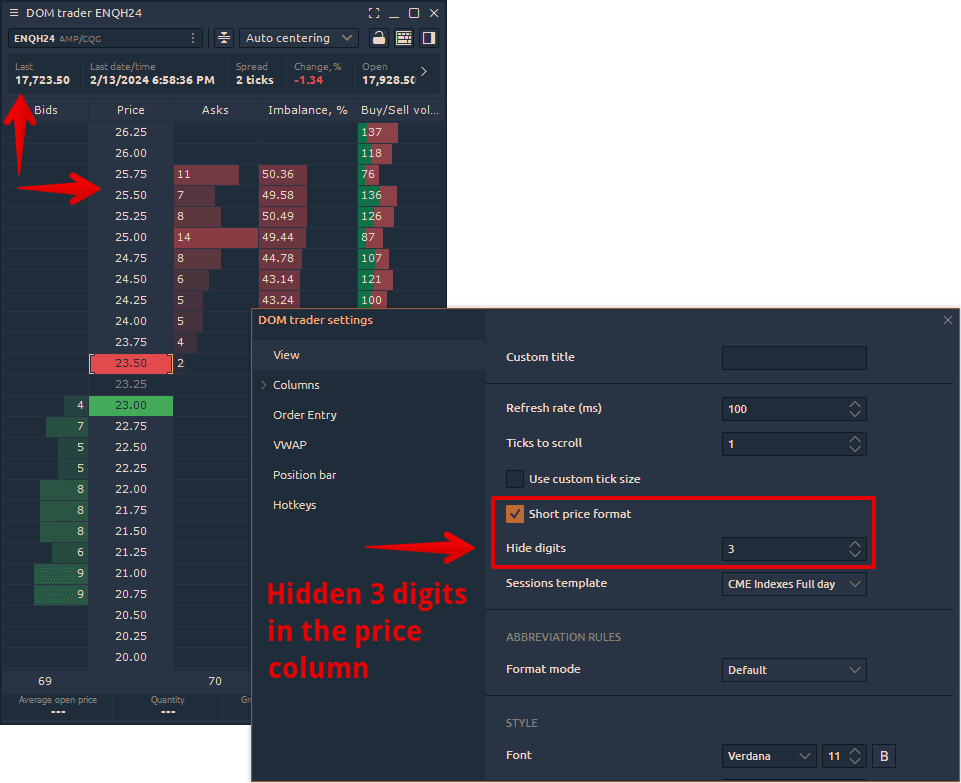 DOM trader ENQH24
ENQH24 AMP/CQG
Auto centering
Last Last date/time Spread Change, % Open
17,723.50 2/13/2024 6:58:36 PM 2 ticks -1.34 17,928.50
Bids Price Asks Imbalance, % Buy/Sell vol...
26.25 137
26.00 118
25.75 11 50.36 76
25.50 7 49.58 136
25.25 8 50.49 126
25.00 14 49.44 87
24.75 8 44.78 107
24.50 6 43.14 121
24.25 5 43.24 100
24.00 5
23.75 4
23.50 2
23.25
4 23.00
7 22.75
5 22.50
5 22.25
8 22.00
8 21.75
8 21.50
6 21.25
9 21.00
9 20.75
20.50
20.25
20.00
69 70
Average open price Quantity
--- ---
DOM trader settings
View
Columns
Order Entry
VWAP
Position bar
Hotkeys
Custom title
Refresh rate (ms) 100
Ticks to scroll 1
Use custom tick size
Short price format
Hide digits 3
Sessions template CME Indexes Full day
ABBREVIATION RULES
Format mode Default
STYLE
Font Verdana 11 B
Hidden 3 digits
in the price
column